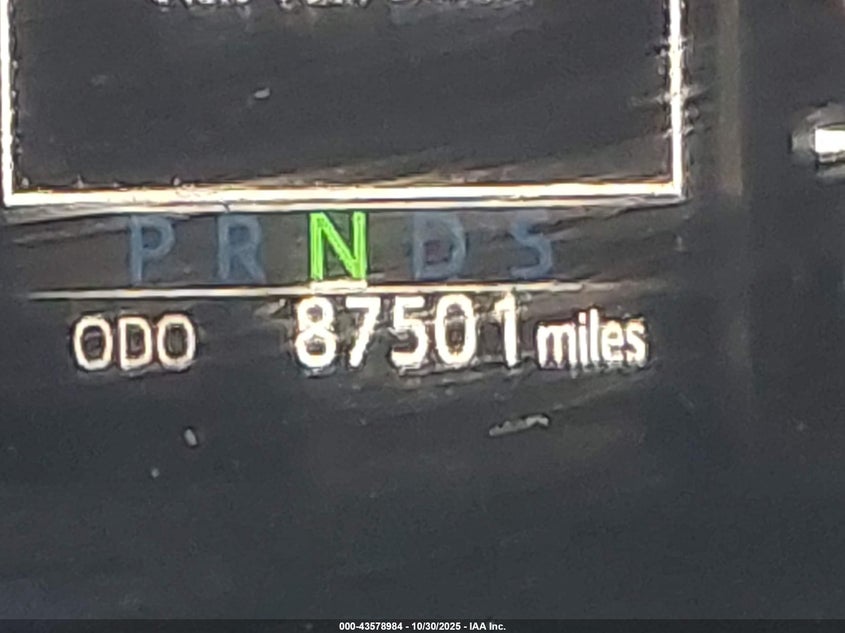 P R N D S
ODO 87501 miles
000-43578984 - 10/30/2025 - IAA Inc.